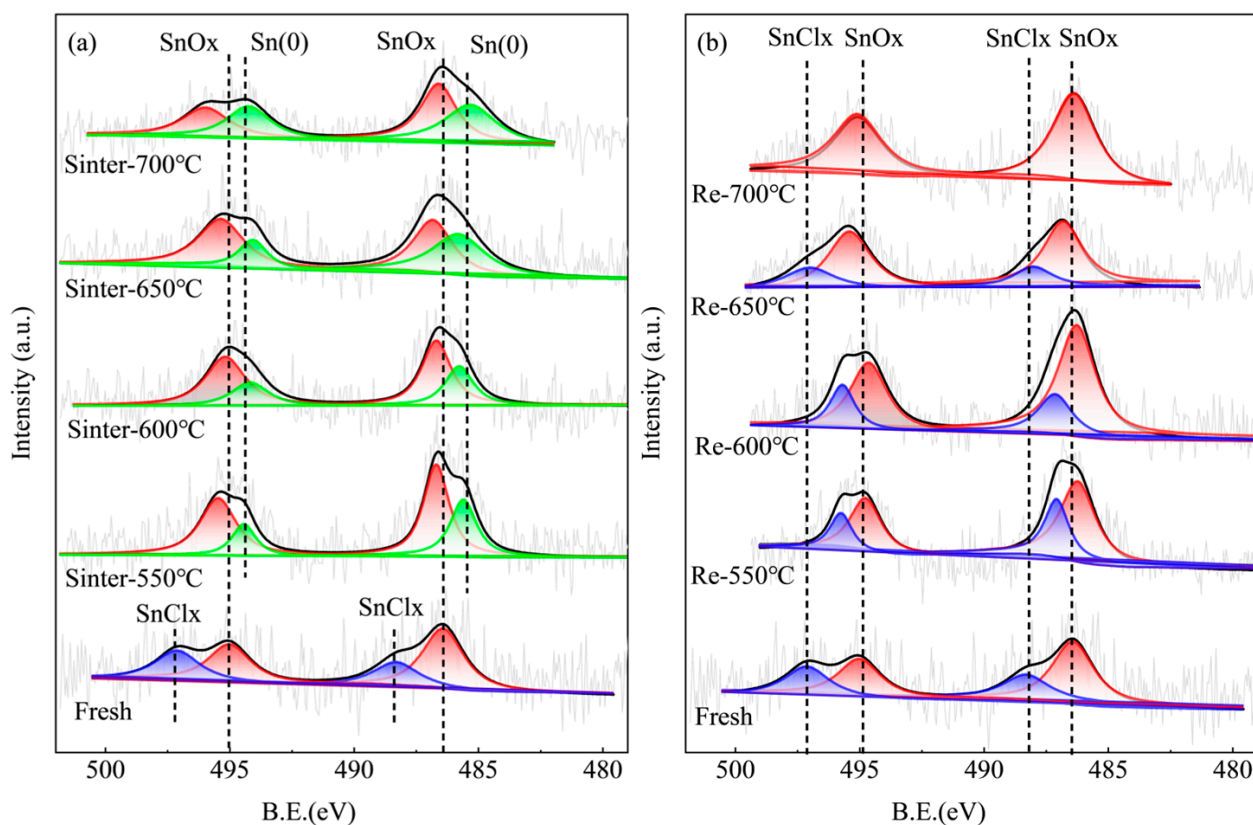 (a)
SnOx Sn(0) SnOx Sn(0)
Sinter-700℃
Sinter-650℃
Sinter-600℃
Sinter-550℃
SnClx SnClx
Fresh
500 495 490 485 480
B.E.(eV)
Intensity (a.u.)
(b)
SnClx SnOx SnClx SnOx
Re-700℃
Re-650℃
Re-600℃
Re-550℃
Fresh
500 495 490 485 480
B.E.(eV)
Intensity (a.u.)